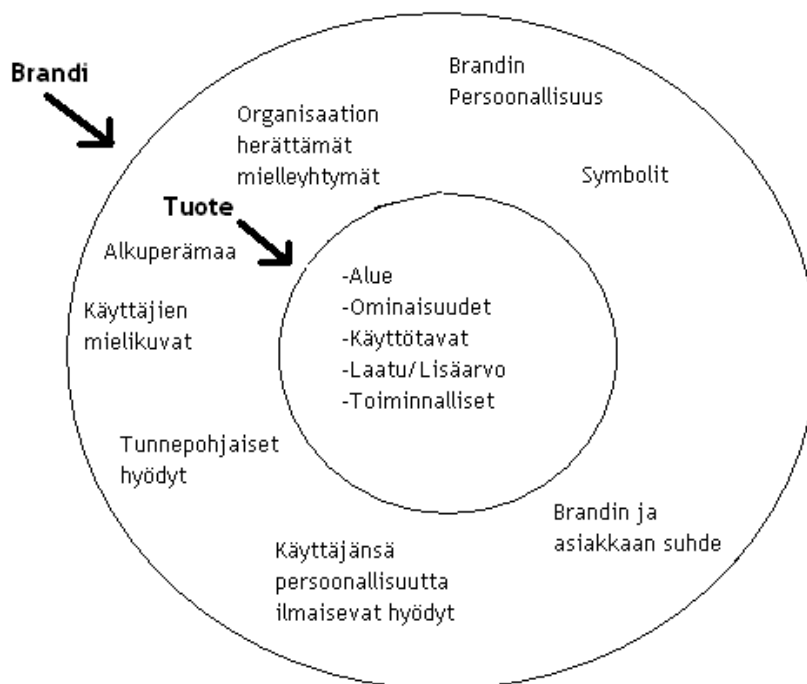 Brandi
Brandin
Persoonallisuus
Organisaation
herättämät
mielleyhtymät
Symbolit
Tuote
Alkuperämaa
Käyttäjien
mielikuvat
-Alue
-Ominaisuudet
-Käyttötavat
-Laatu/Lisäarvo
-Toiminnalliset
Tunnepohjaiset
hyödyt
Brandin ja
asiakkaan suhde
Käyttäjänsä
persoonallisuutta
ilmaisevat hyödyt